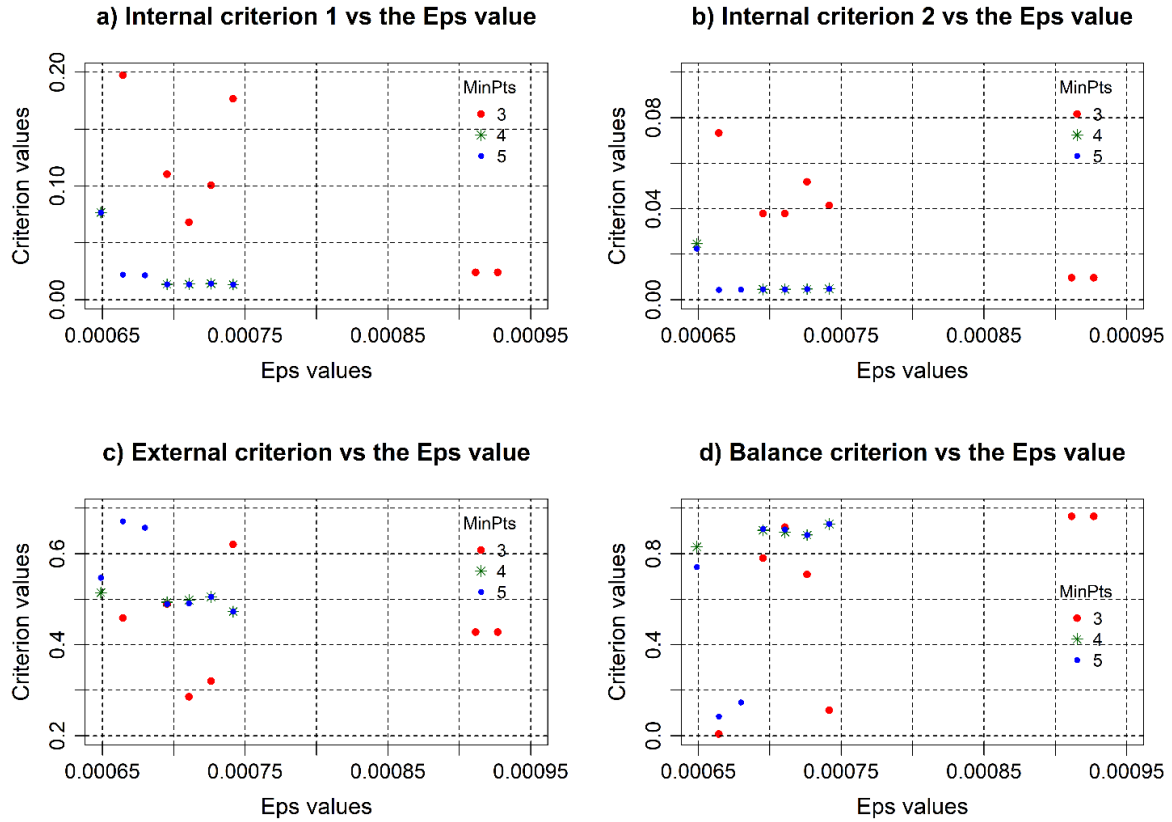 a) Internal criterion 1 vs the Eps value
Criterion values
0.00
0.10
0.20
MinPts
3
4
5
0.00065
0.00075
0.00085
0.00095
Eps values
b) Internal criterion 2 vs the Eps value
Criterion values
0.00
0.04
0.08
MinPts
3
4
5
0.00065
0.00075
0.00085
0.00095
Eps values
c) External criterion vs the Eps value
Criterion values
0.2
0.4
0.6
MinPts
3
4
5
0.00065
0.00075
0.00085
0.00095
Eps values
d) Balance criterion vs the Eps value
Criterion values
0.0
0.4
0.8
MinPts
3
4
5
0.00065
0.00075
0.00085
0.00095
Eps values